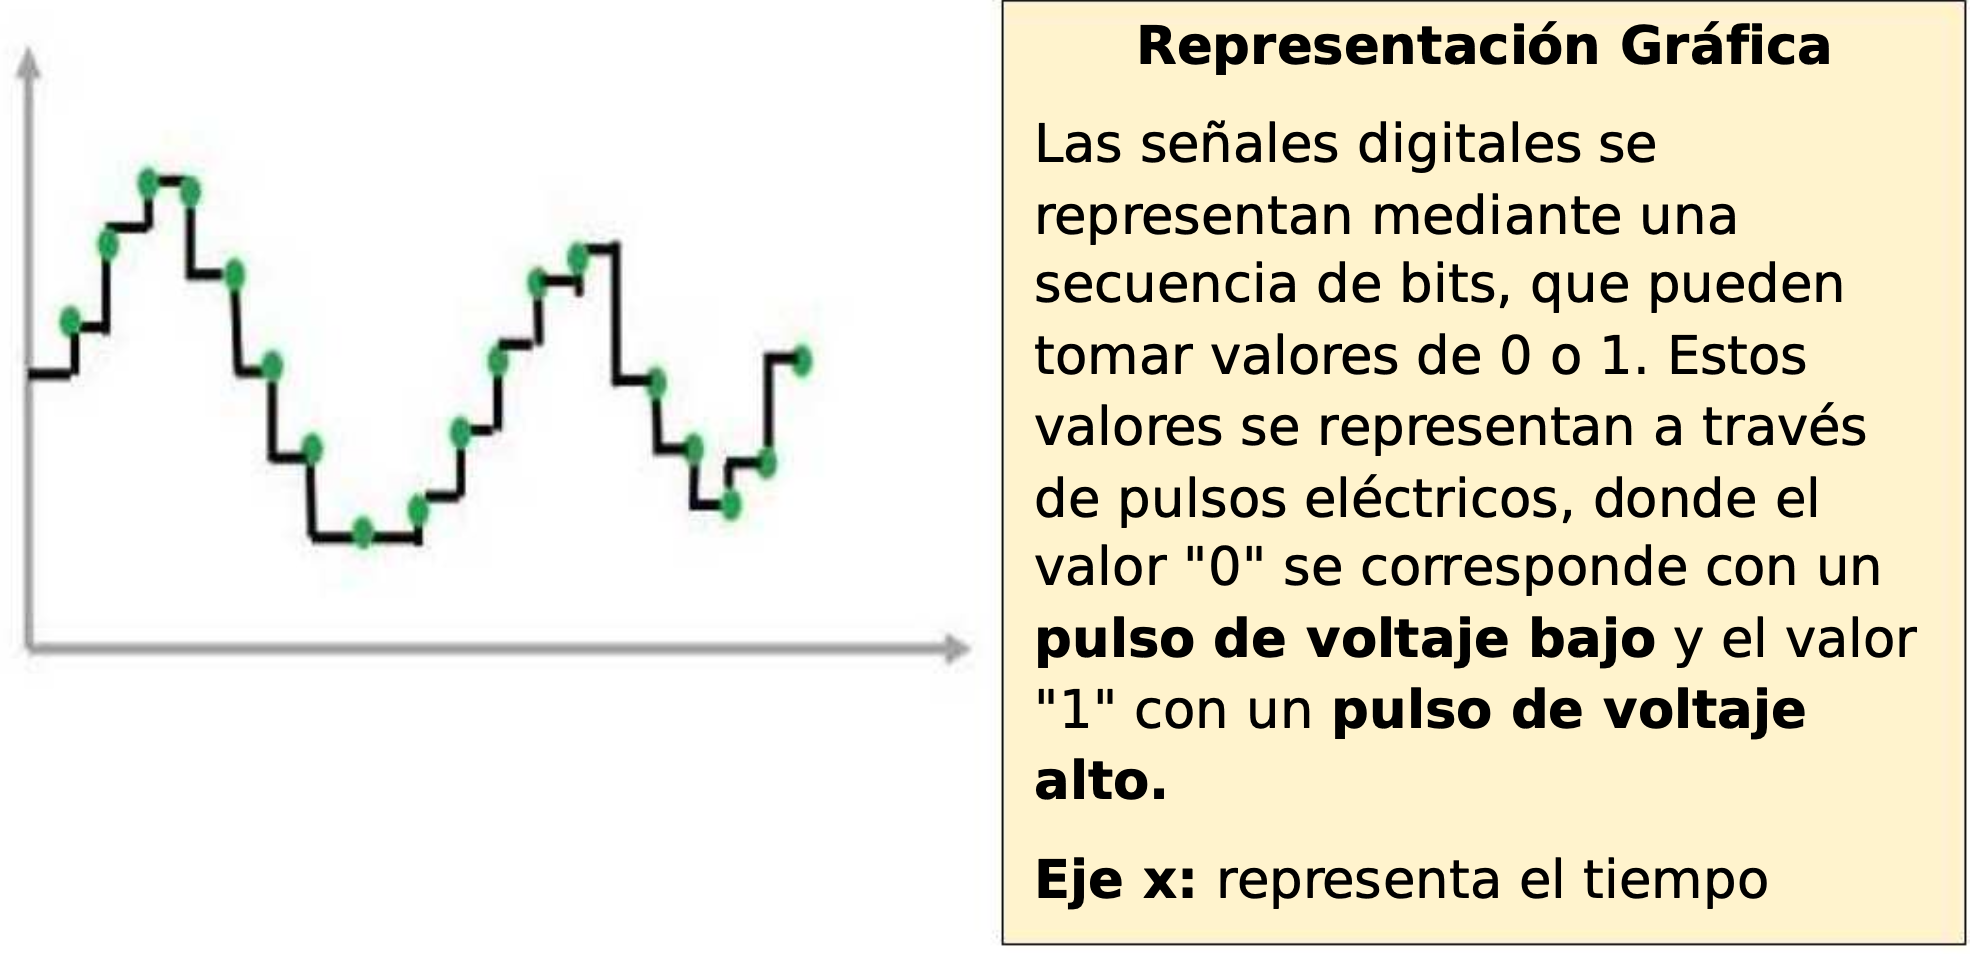 Representación Gráfica
Las señales digitales se
representan mediante una
secuencia de bits, que pueden
tomar valores de 0 o 1. Estos
valores se representan a través
de pulsos eléctricos, donde el
valor "0" se corresponde con un
pulso de voltaje bajo y el valor
"1" con un pulso de voltaje
alto.
Eje x: representa el tiempo